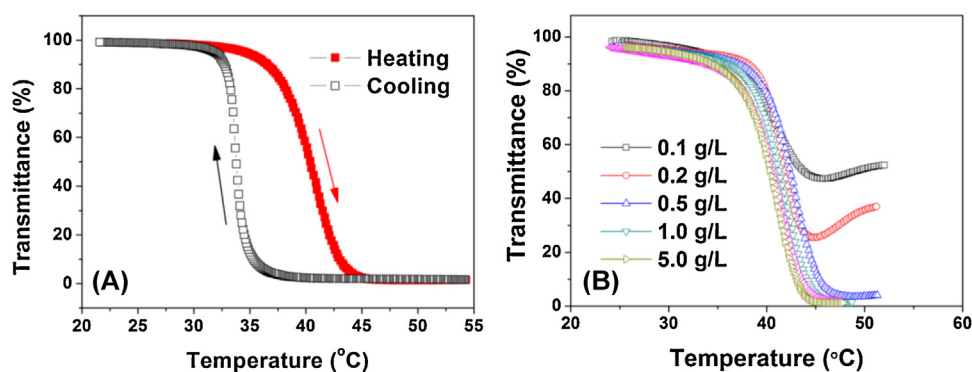 Transmittance (%)
100
80
60
40
20
0
Heating
Cooling
(A)
20 25 30 35 40 45 50 55
Temperature (°C)
Transmittance (%)
100
80
60
40
20
0
0.1 g/L
0.2 g/L
0.5 g/L
1.0 g/L
5.0 g/L
(B)
20 30 40 50 60
Temperature (°C)